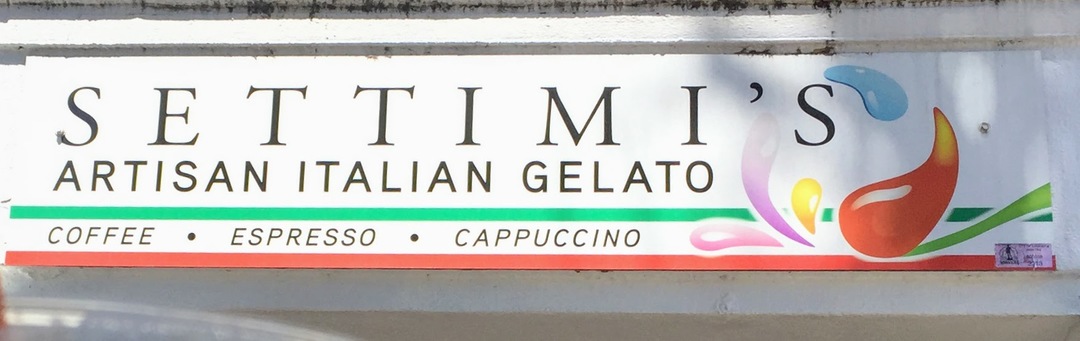 SETTIMI'S
ARTISAN ITALIAN GELATO
COFFEE • ESPRESSO • CAPPUCCINO